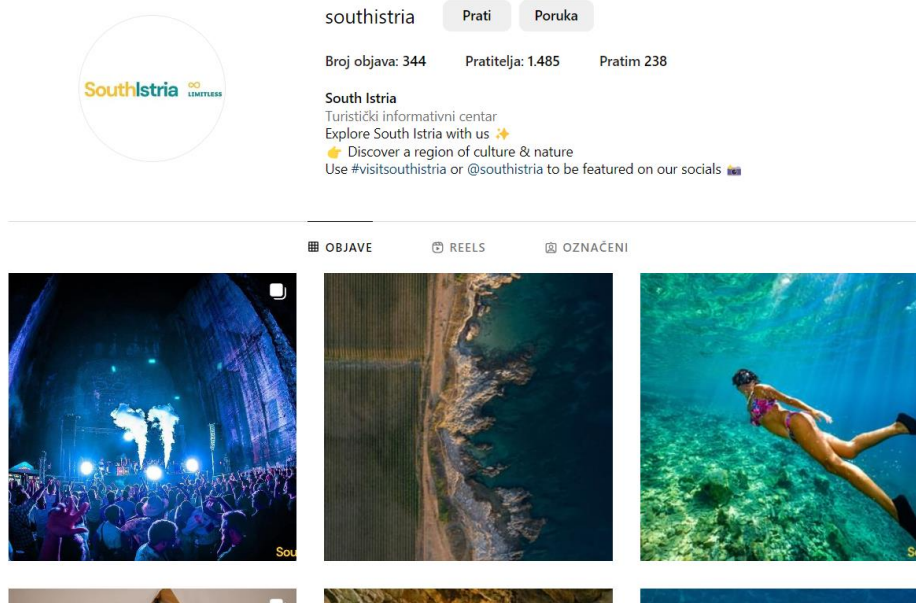 southistria Prati Poruka
Broj objava: 344 Pratitelja: 1.485 Pratim 238
SouthIstria LIMITLESS
South Istria
Turistički informativni centar
Explore South Istria with us ✨
👉 Discover a region of culture & nature
Use #visitsouthistria or @southistria to be featured on our socials 📸
OBJAVE REELS OZNAČENI